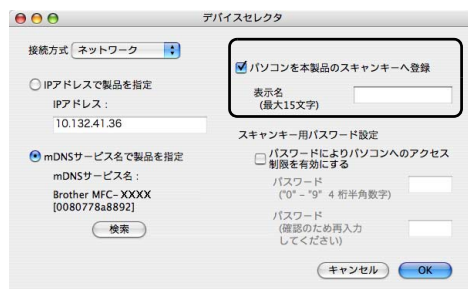 デバイスセレクタ
接続方式 ネットワーク
IPアドレスで製品を指定
IPアドレス：
10.132.41.36
mDNSサービス名で製品を指定
mDNSサービス名：
Brother MFC-XXXX
[0080778a8892]
検索
パソコンを本製品のスキャンキーへ登録
表示名
(最大15文字)
スキャンキー用パスワード設定
パスワードによりパソコンへのアクセス
制限を有効にする
パスワード
("0" – "9" 4 桁半角数字)
パスワード
(確認のため再入力
してください)
キャンセル
OK